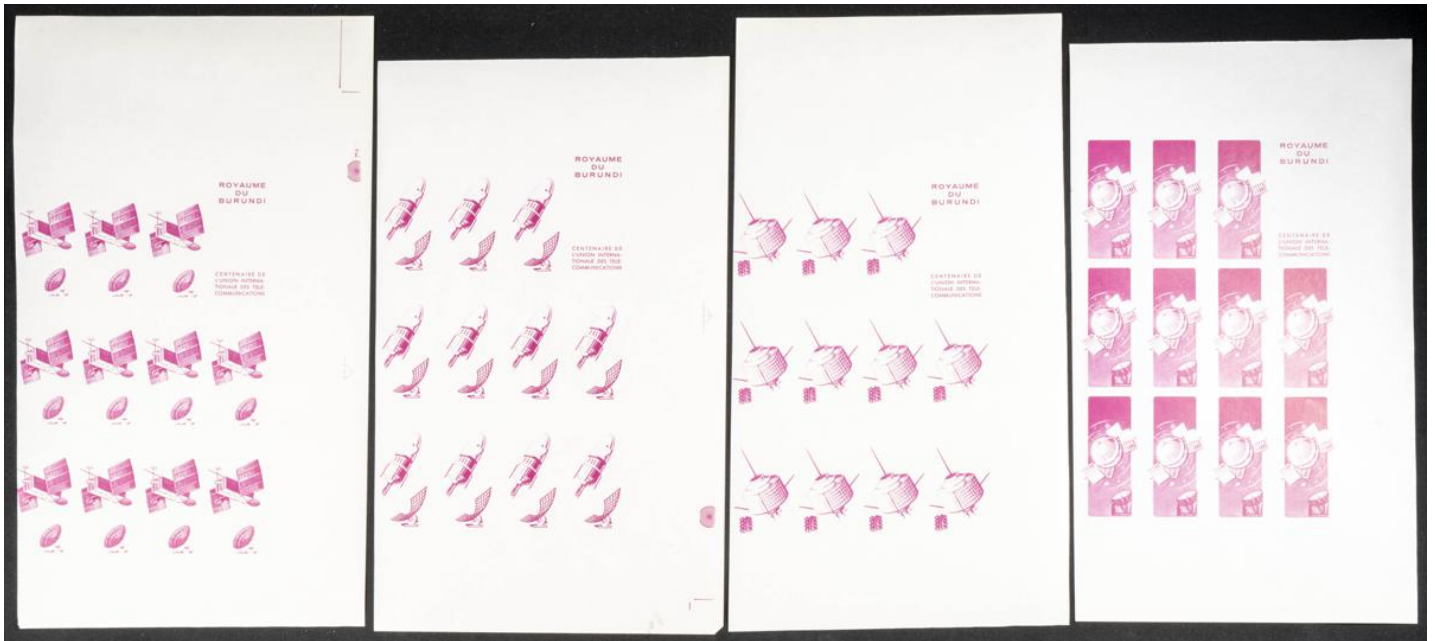 ROYAUME
DU
BURUNDI
CENTENAIRE DE
L'UNION INTERNA-
TIONALE DES TELE-
COMMUNICATIONS
ROYAUME
DU
BURUNDI
CENTENAIRE DE
L'UNION INTERNA-
TIONALE DES TELE-
COMMUNICATIONS
ROYAUME
DU
BURUNDI
CENTENAIRE DE
L'UNION INTERNA-
TIONALE DES TELE-
COMMUNICATIONS
ROYAUME
DU
BURUNDI
CENTENAIRE DE
L'UNION INTERNA-
TIONALE DES TELE-
COMMUNICATIONS